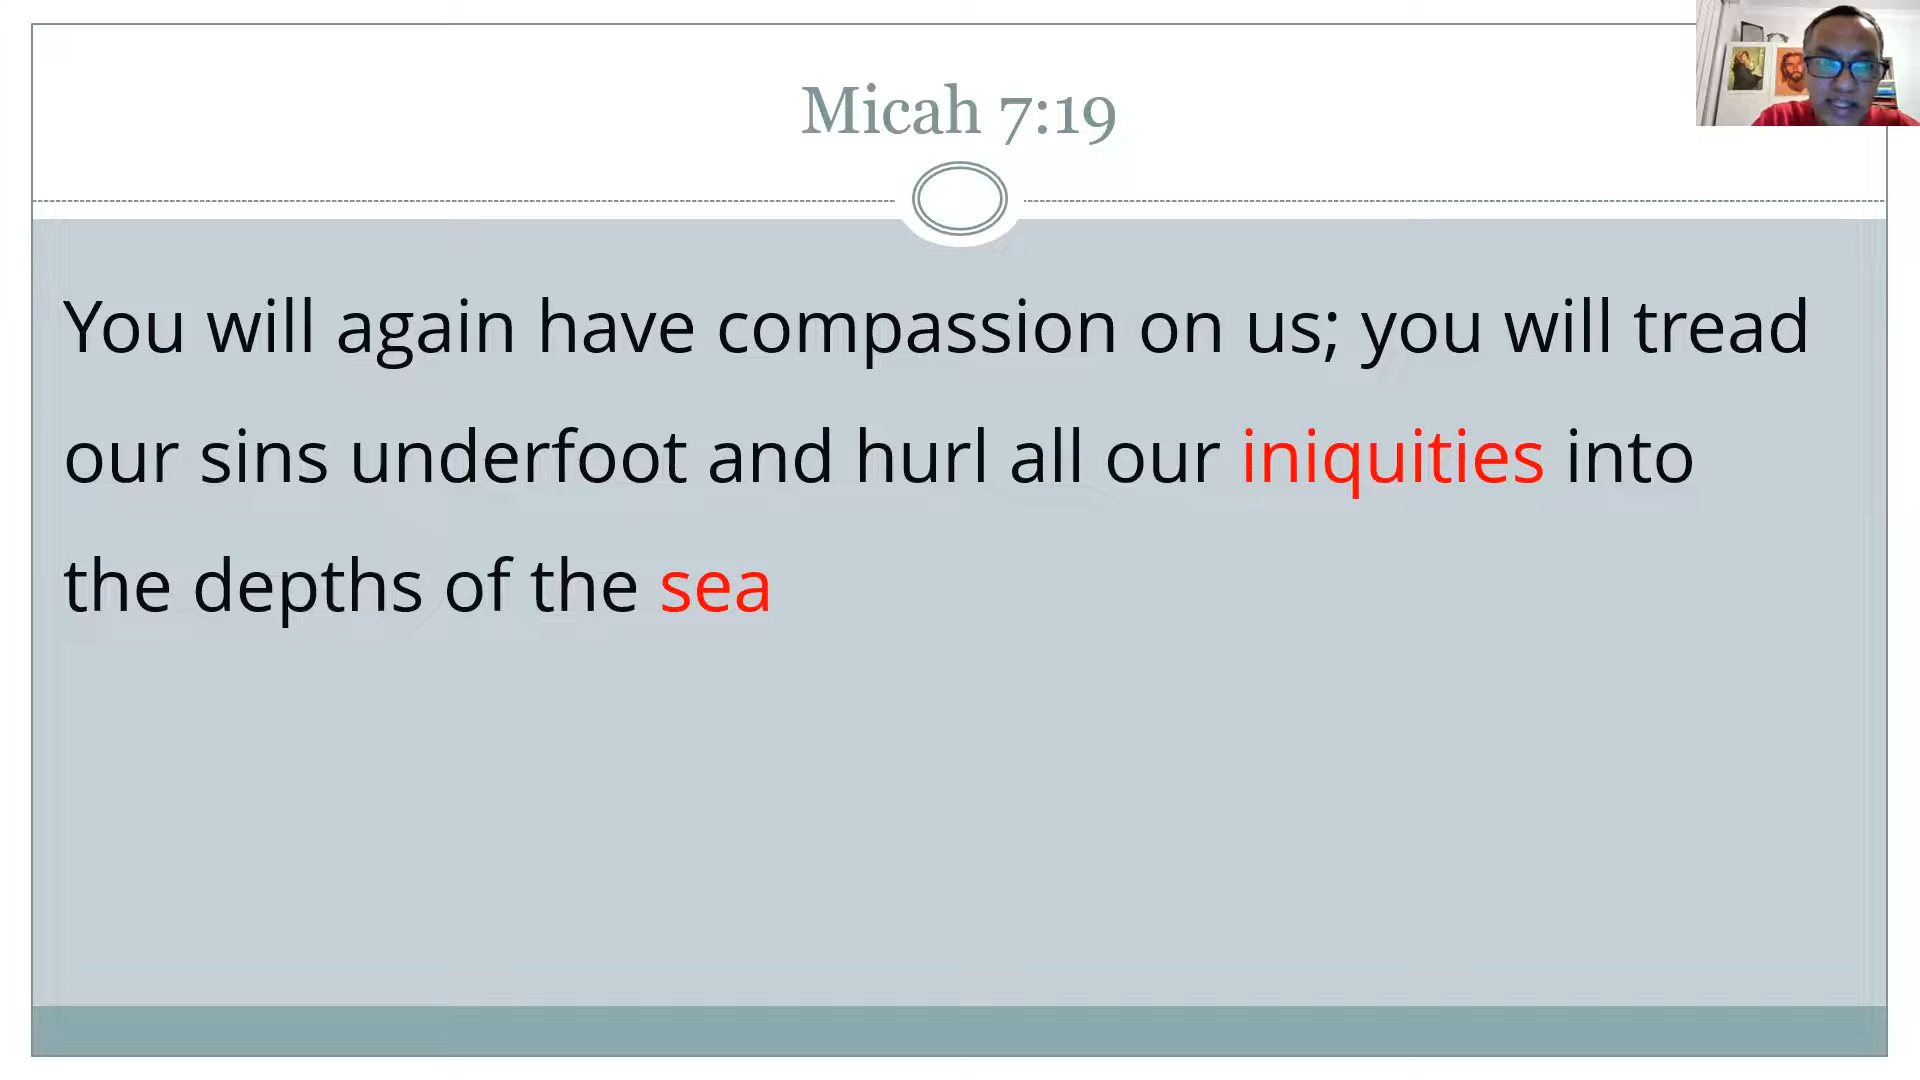 Micah 7:19
You will again have compassion on us; you will tread
our sins underfoot and hurl all our iniquities into
the depths of the sea